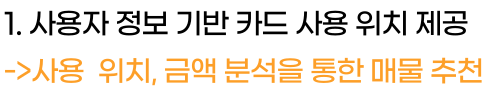 1. 사용자 정보 기반 카드 사용 위치 제공
->사용  위치, 금액 분석을 통한 매물 추천